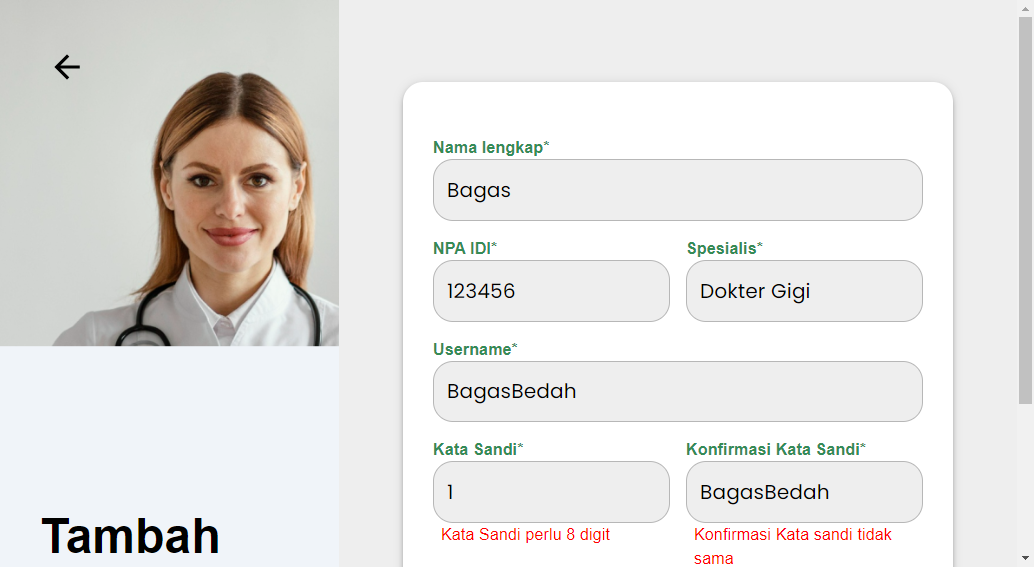 Nama lengkap*
Bagas
NPA IDI*
Spesialis*
123456
Dokter Gigi
Username*
BagasBedah
Kata Sandi*
Konfirmasi Kata Sandi*
1
BagasBedah
Kata Sandi perlu 8 digit
Konfirmasi Kata sandi tidak
sama
Tambah